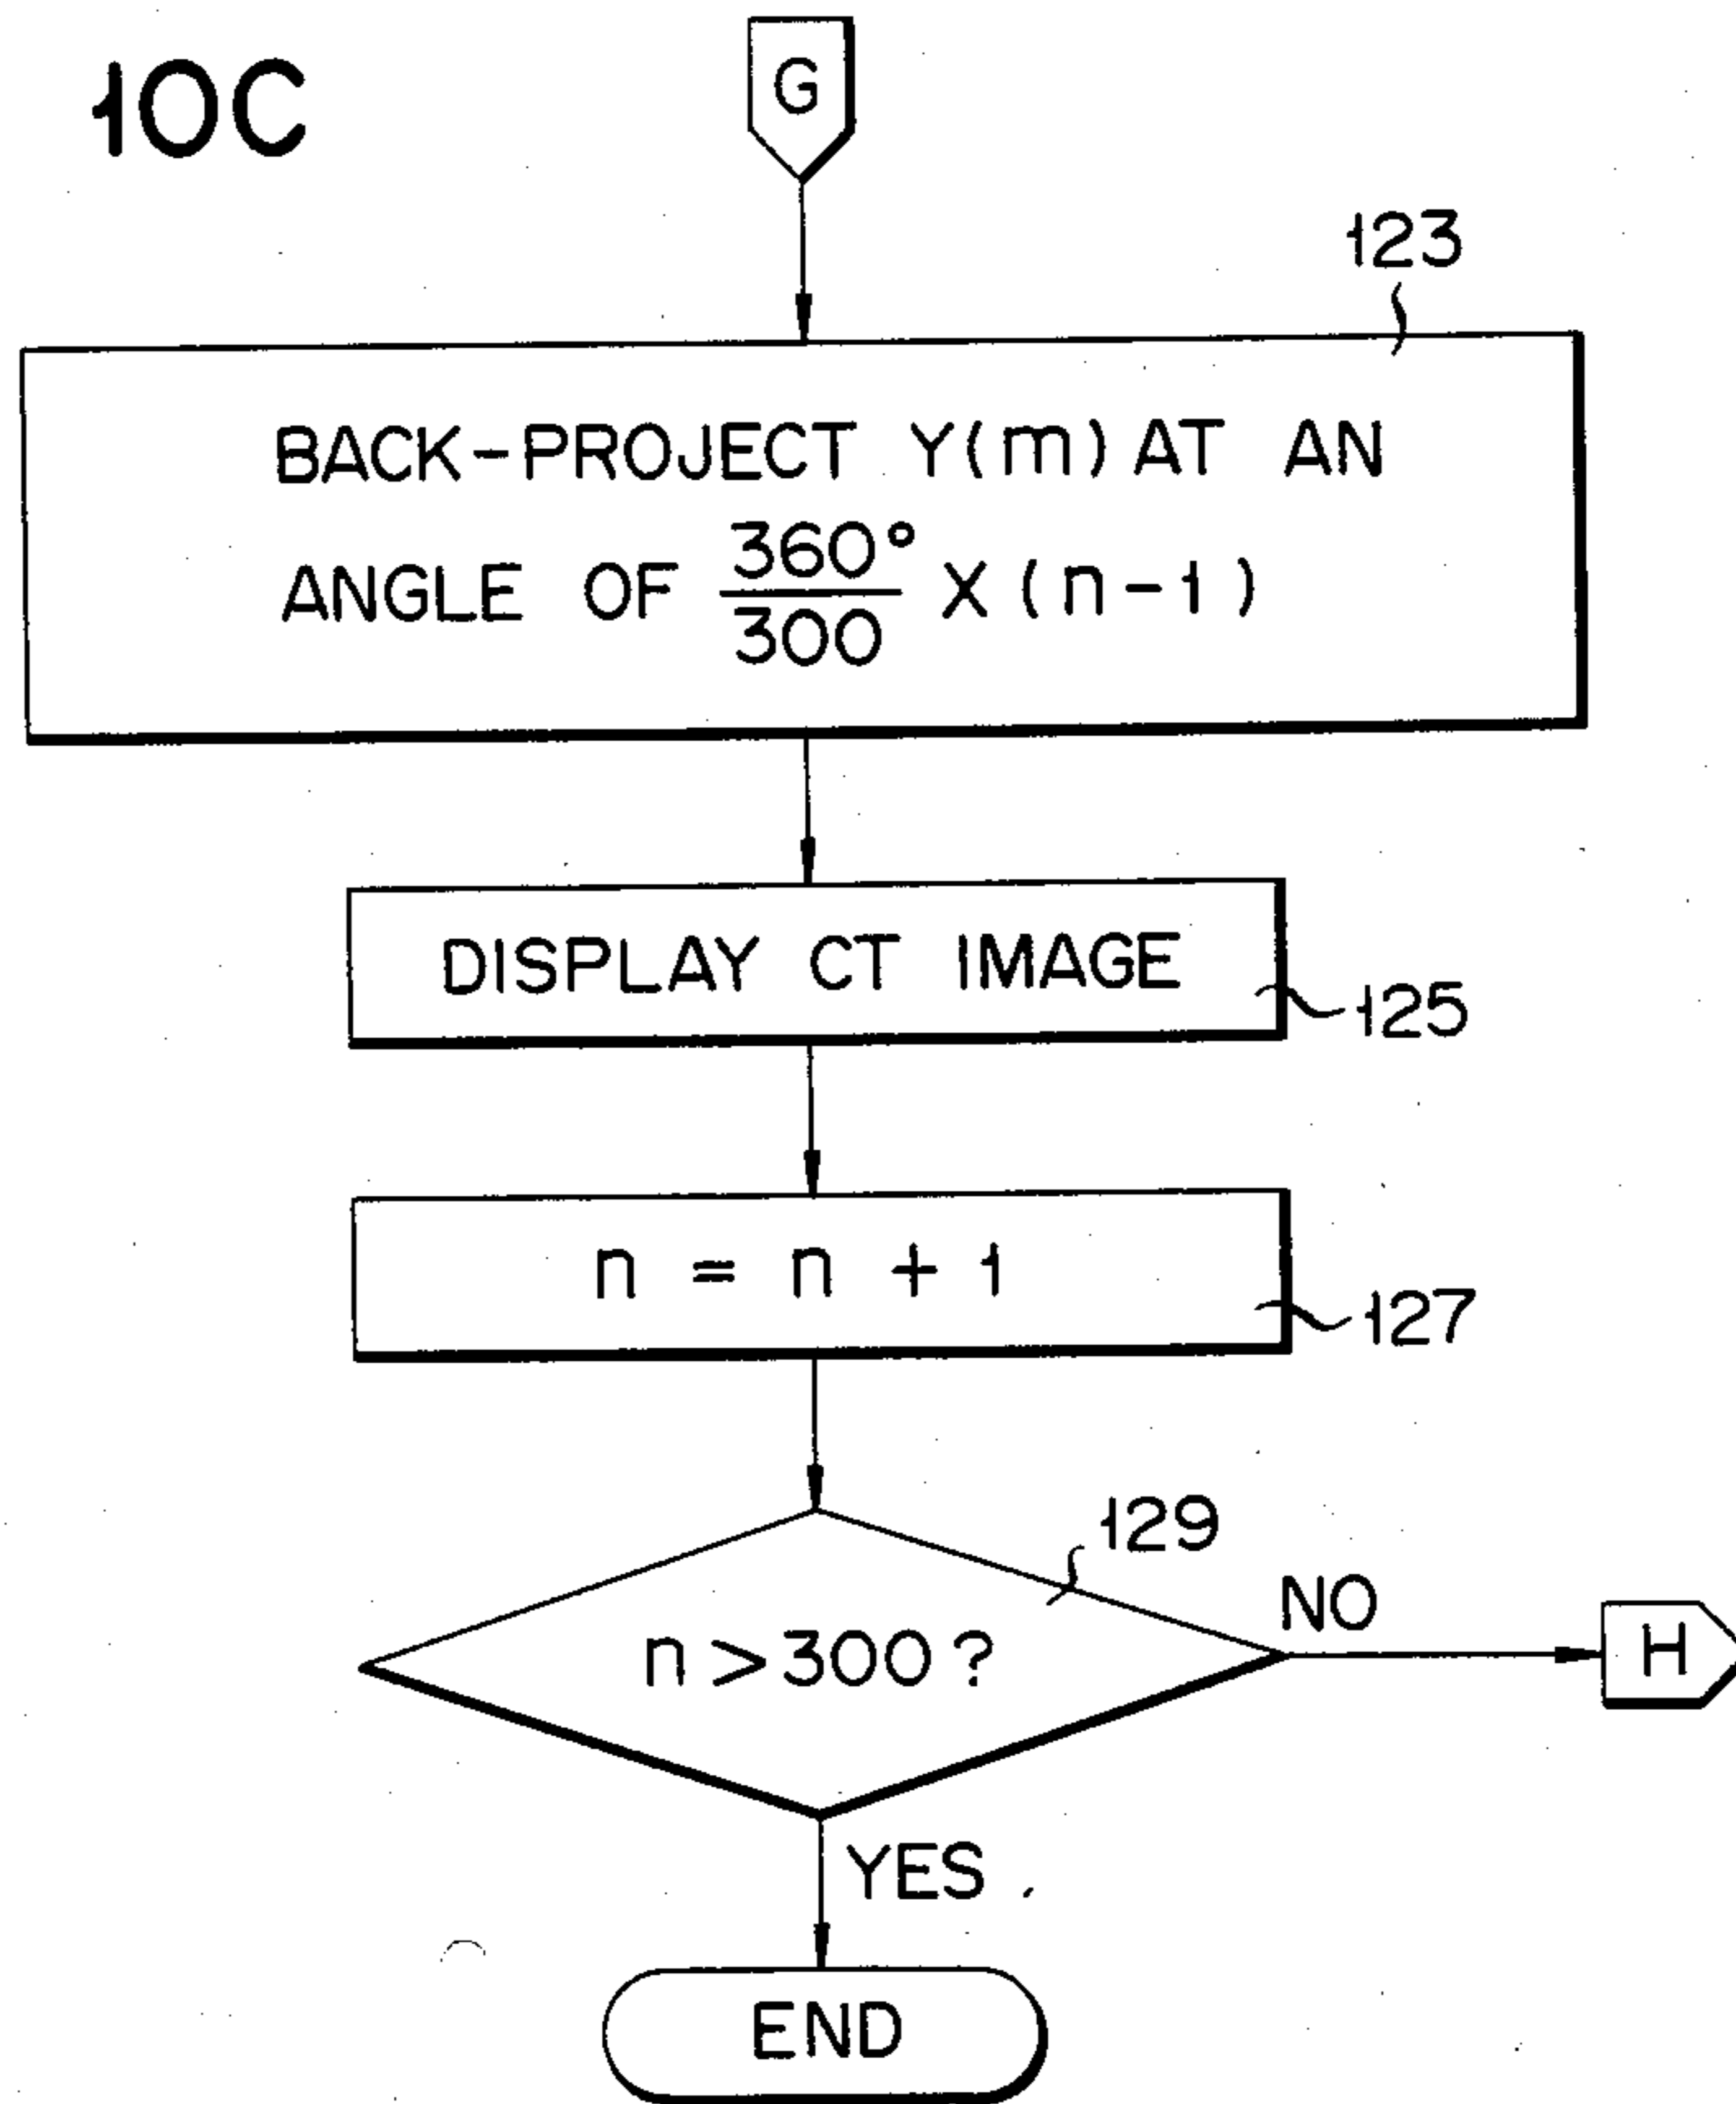 10C
G
123
BACK-PROJECT Y(m) AT AN
ANGLE OF 360°/300 X (n-1)
DISPLAY CT IMAGE
125
n = n + 1
127
129
n > 300 ?
NO
H
YES
END